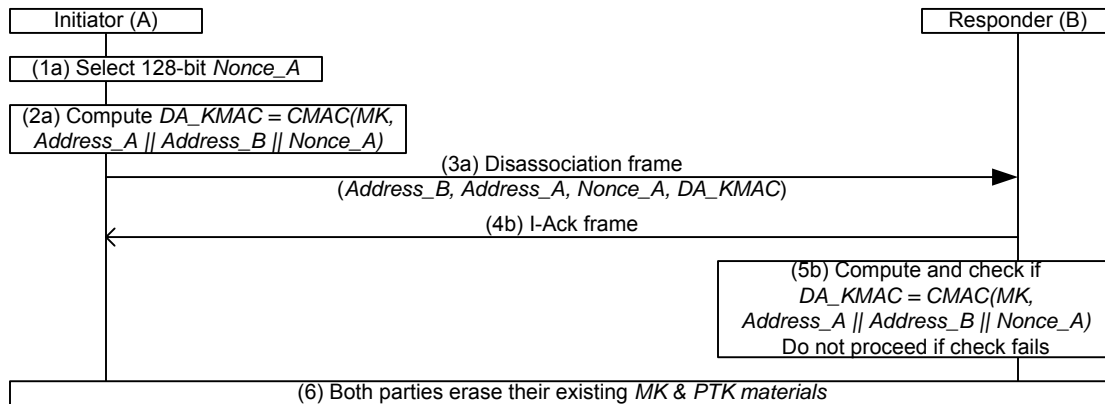 Initiator (A)
Responder (B)
(1a) Select 128-bit Nonce_A
(2a) Compute DA_KMAC = CMAC(MK,
Address_A || Address_B || Nonce_A)
(3a) Disassociation frame
(Address_B, Address_A, Nonce_A, DA_KMAC)
(4b) I-Ack frame
(5b) Compute and check if
DA_KMAC = CMAC(MK,
Address_A || Address_B || Nonce_A)
Do not proceed if check fails
(6) Both parties erase their existing MK & PTK materials